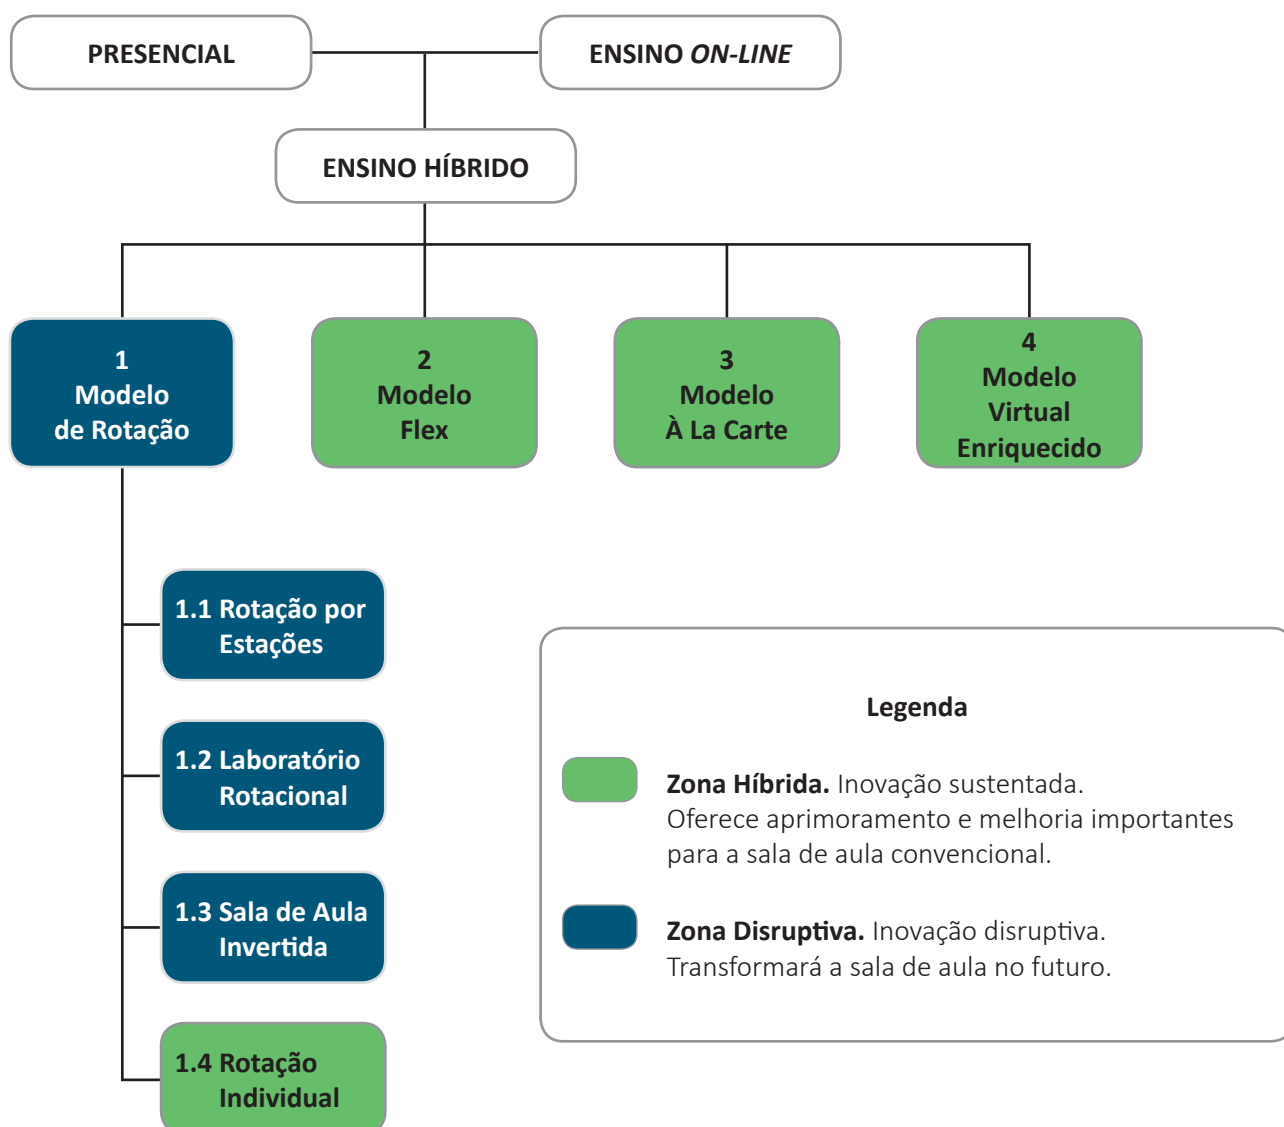 PRESENCIAL
ENSINO ON-LINE
ENSINO HÍBRIDO
1
Modelo
de Rotação
2
Modelo
Flex
3
Modelo
À La Carte
4
Modelo
Virtual
Enriquecido
1.1 Rotação por
Estações
1.2 Laboratório
Rotacional
1.3 Sala de Aula
Invertida
1.4 Rotação
Individual
Legenda
Zona Híbrida. Inovação sustentada.
Oferece aprimoramento e melhoria importantes
para a sala de aula convencional.
Zona Disruptiva. Inovação disruptiva.
Transformará a sala de aula no futuro.